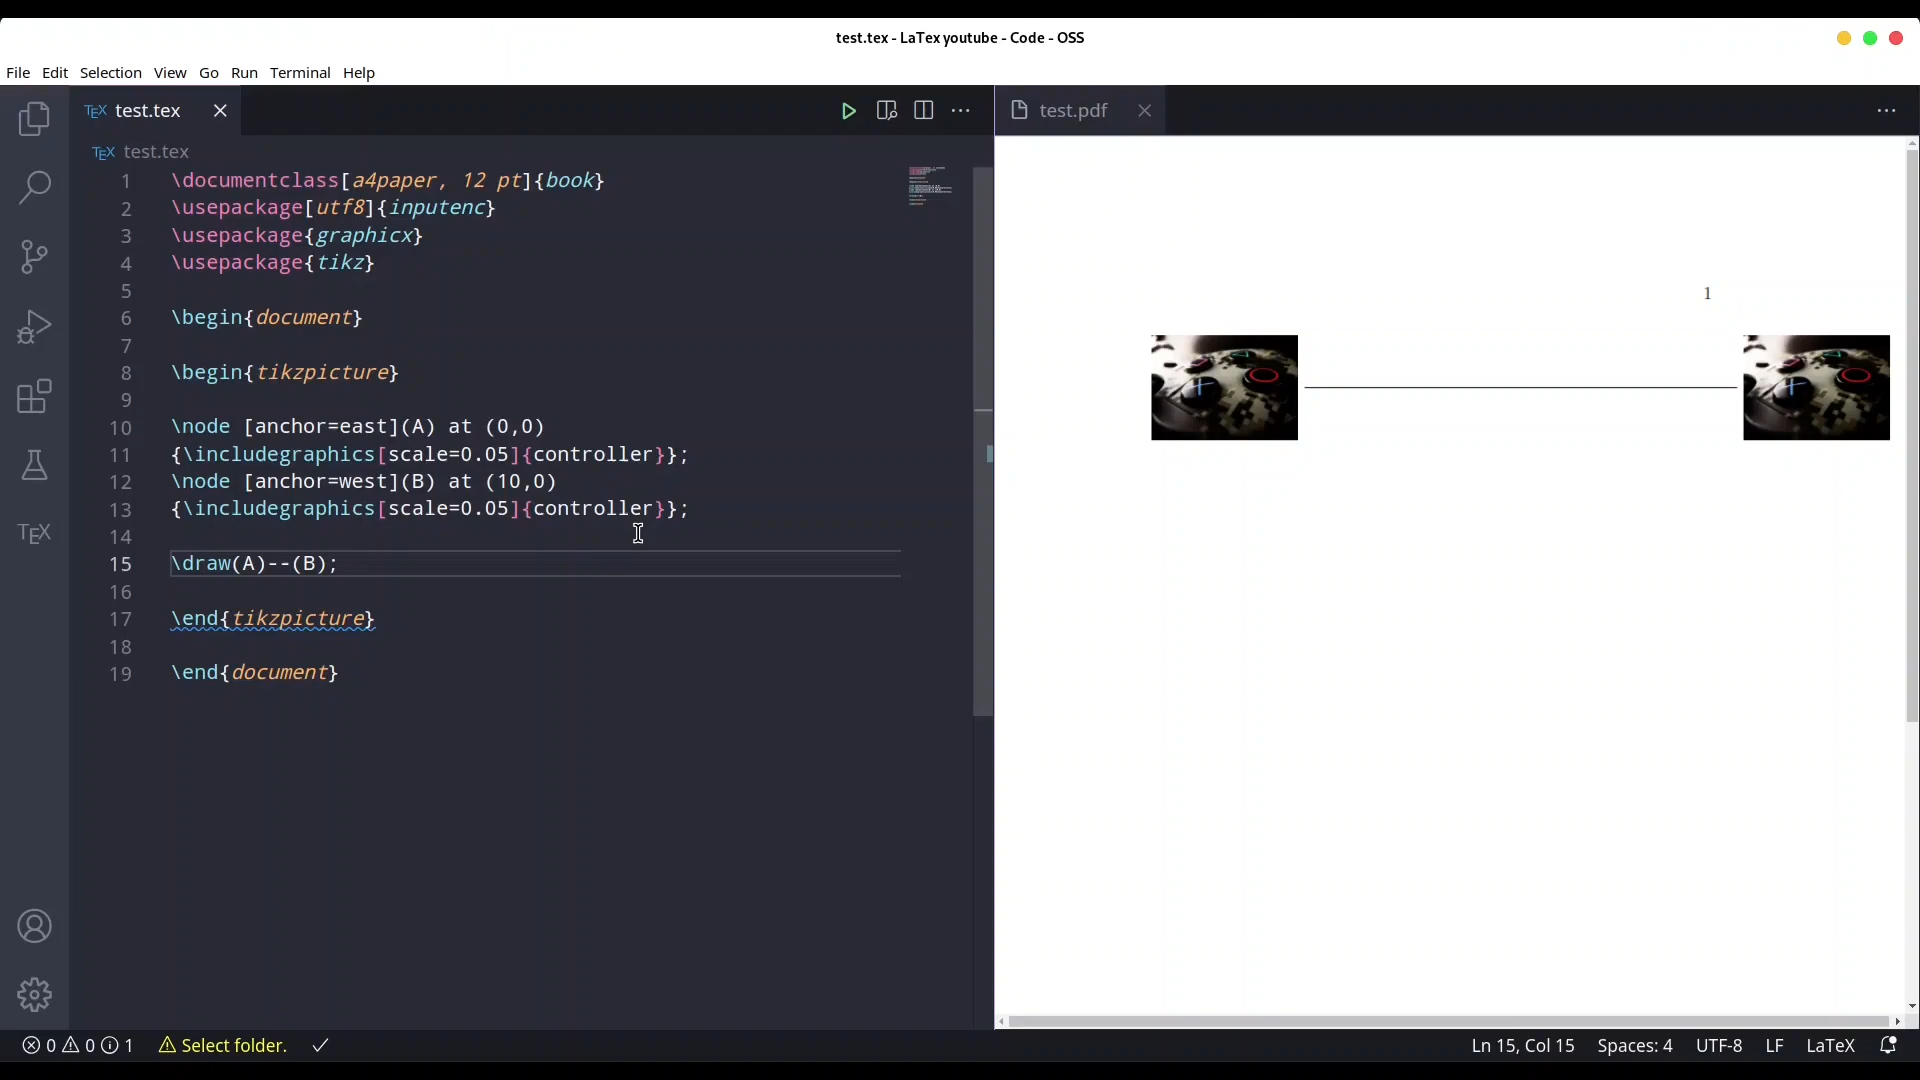 test.tex - LaTex youtube - Code - OSS
File Edit Selection View Go Run Terminal Help
TEX test.tex
test.pdf
TEX test.tex
1 \documentclass[a4paper, 12 pt]{book}
2 \usepackage[utf8]{inputenc}
3 \usepackage{graphicx}
4 \usepackage{tikz}
5
6 \begin{document}
7
8 \begin{tikzpicture}
9
10 \node [anchor=east](A) at (0,0)
11 {\includegraphics[scale=0.05]{controller}};
12 \node [anchor=west](B) at (10,0)
13 {\includegraphics[scale=0.05]{controller}};
14
15 \draw(A)--(B);
16
17 \end{tikzpicture}
18
19 \end{document}
TEX
1
0 0 1 Select folder. Ln 15, Col 15 Spaces: 4 UTF-8 LF LaTeX